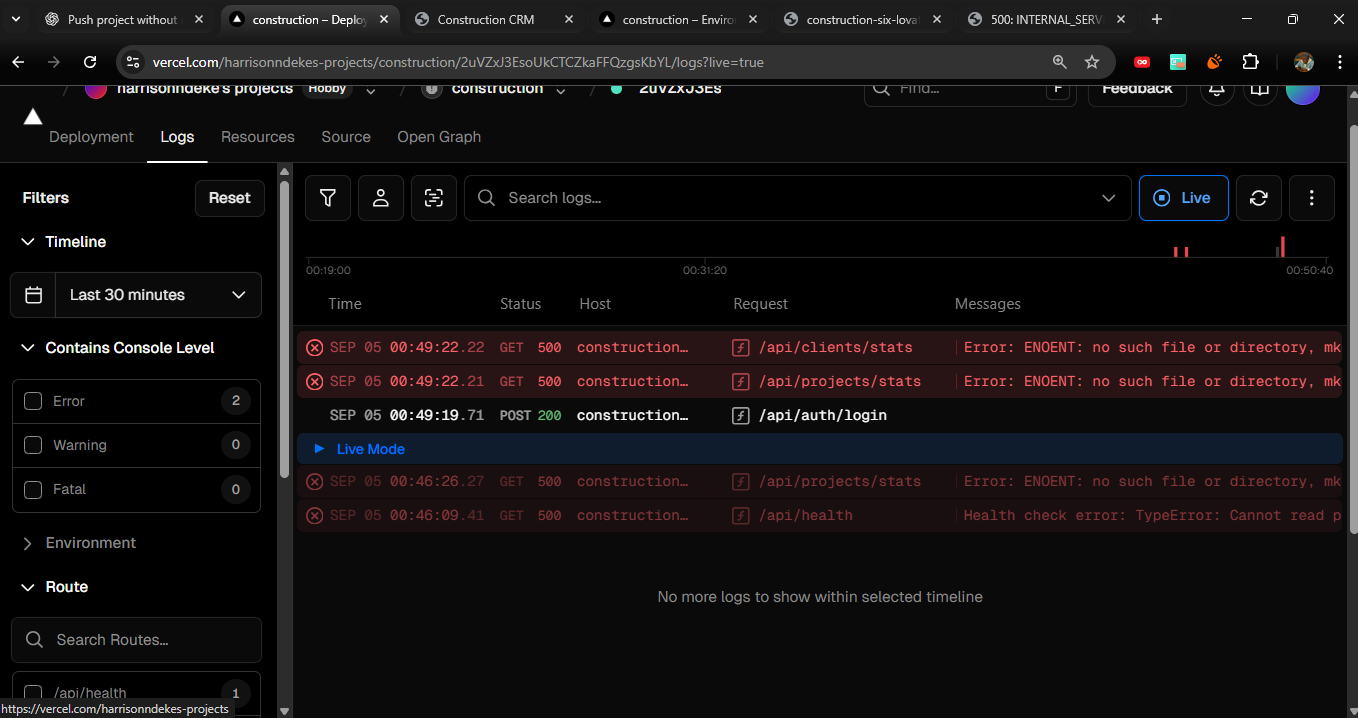 Push project without
construction – Deploy
Construction CRM
construction – Enviro
construction-six-lova
500: INTERNAL_SERV
vercel.com/harrisonndekes-projects/construction/2uVZxJ3EsoUkCTCZkaFFQzgsKbYL/logs?live=true
harrisonndeke's projects Hobby / construction / 2uVZxJ3Es Find... F Feedback
Deployment Logs Resources Source Open Graph
Filters Reset
Timeline
Last 30 minutes
Contains Console Level
Error 2
Warning 0
Fatal 0
Environment
Route
Search Routes...
/api/health 1
https://vercel.com/harrisonndekes-projects
Search logs... Live
00:19:00 00:31:20 00:50:40
Time Status Host Request Messages
SEP 05 00:49:22.22 GET 500 construction… /api/clients/stats Error: ENOENT: no such file or directory, mk
SEP 05 00:49:22.21 GET 500 construction… /api/projects/stats Error: ENOENT: no such file or directory, mk
SEP 05 00:49:19.71 POST 200 construction… /api/auth/login
Live Mode
SEP 05 00:46:26.27 GET 500 construction… /api/projects/stats Error: ENOENT: no such file or directory, mk
SEP 05 00:46:09.41 GET 500 construction… /api/health Health check error: TypeError: Cannot read p
No more logs to show within selected timeline